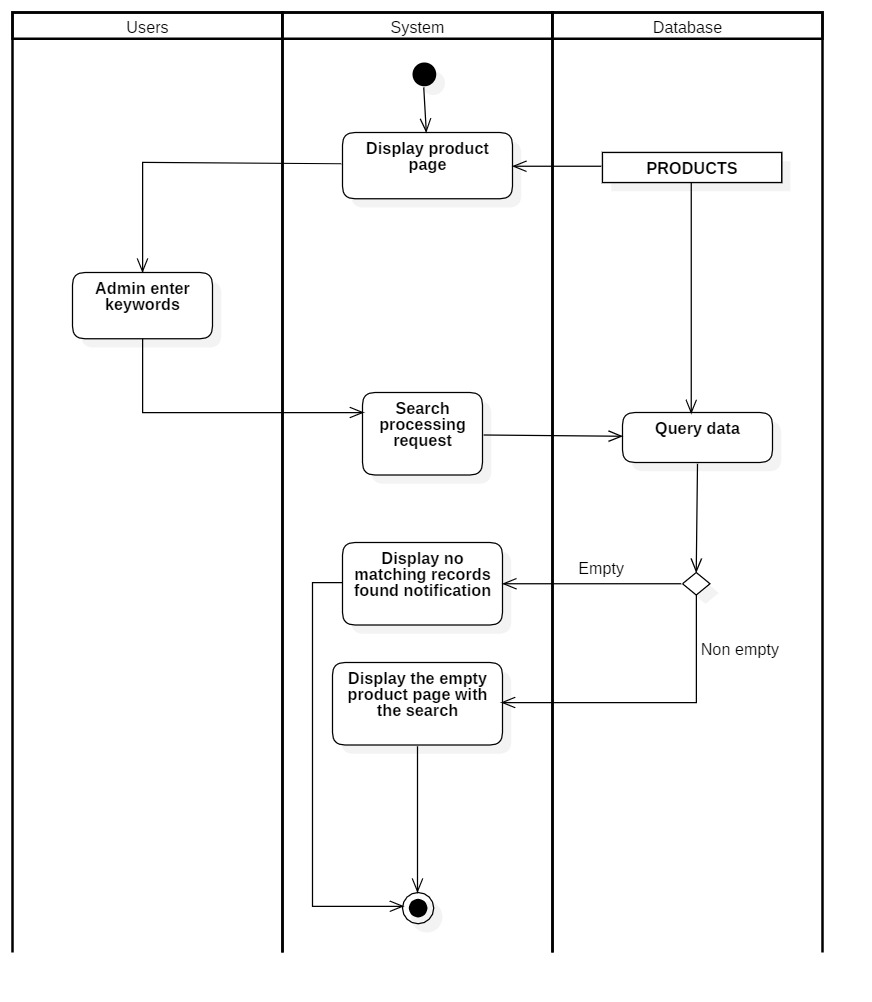 Users
System
Database
Display product
page
PRODUCTS
Admin enter
keywords
Search
processing
request
Query data
Display no
matching records
found notification
Empty
Non empty
Display the empty
product page with
the search